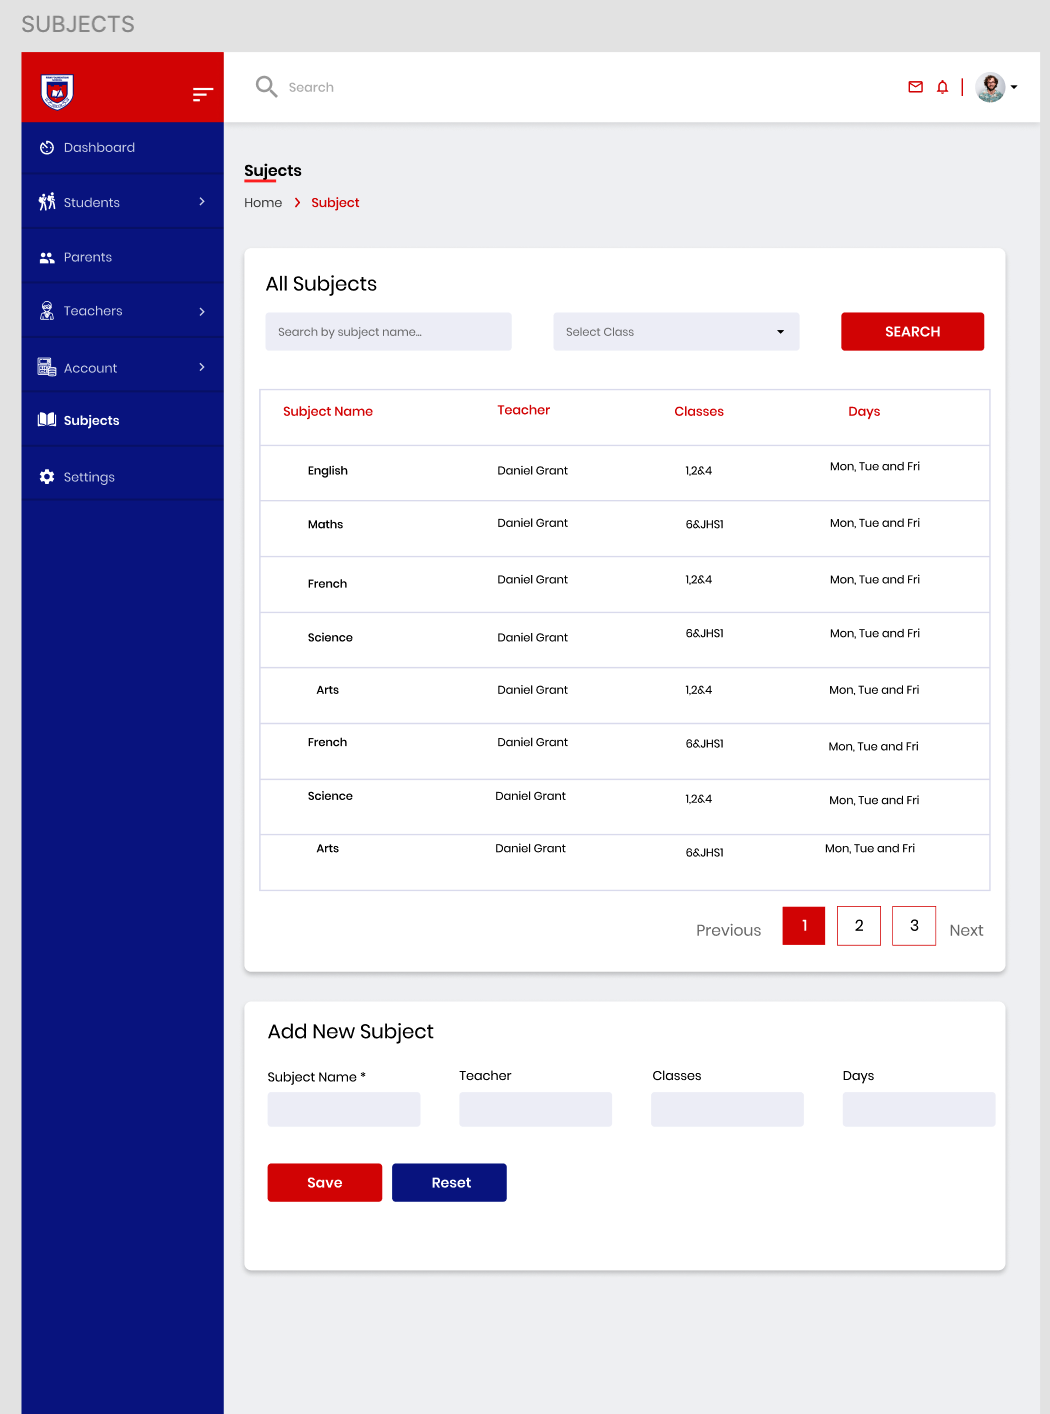 SUBJECTS
Search
Dashboard
Students
Parents
Teachers
Account
Subjects
Settings
Sujects
Home > Subject
All Subjects
Search by subject name... Select Class SEARCH
Subject Name Teacher Classes Days
English Daniel Grant 1,2&4 Mon, Tue and Fri
Maths Daniel Grant 6&JHS1 Mon, Tue and Fri
French Daniel Grant 1,2&4 Mon, Tue and Fri
Science Daniel Grant 6&JHS1 Mon, Tue and Fri
Arts Daniel Grant 1,2&4 Mon, Tue and Fri
French Daniel Grant 6&JHS1 Mon, Tue and Fri
Science Daniel Grant 1,2&4 Mon, Tue and Fri
Arts Daniel Grant 6&JHS1 Mon, Tue and Fri
Previous 1 2 3 Next
Add New Subject
Subject Name * Teacher Classes Days
Save Reset